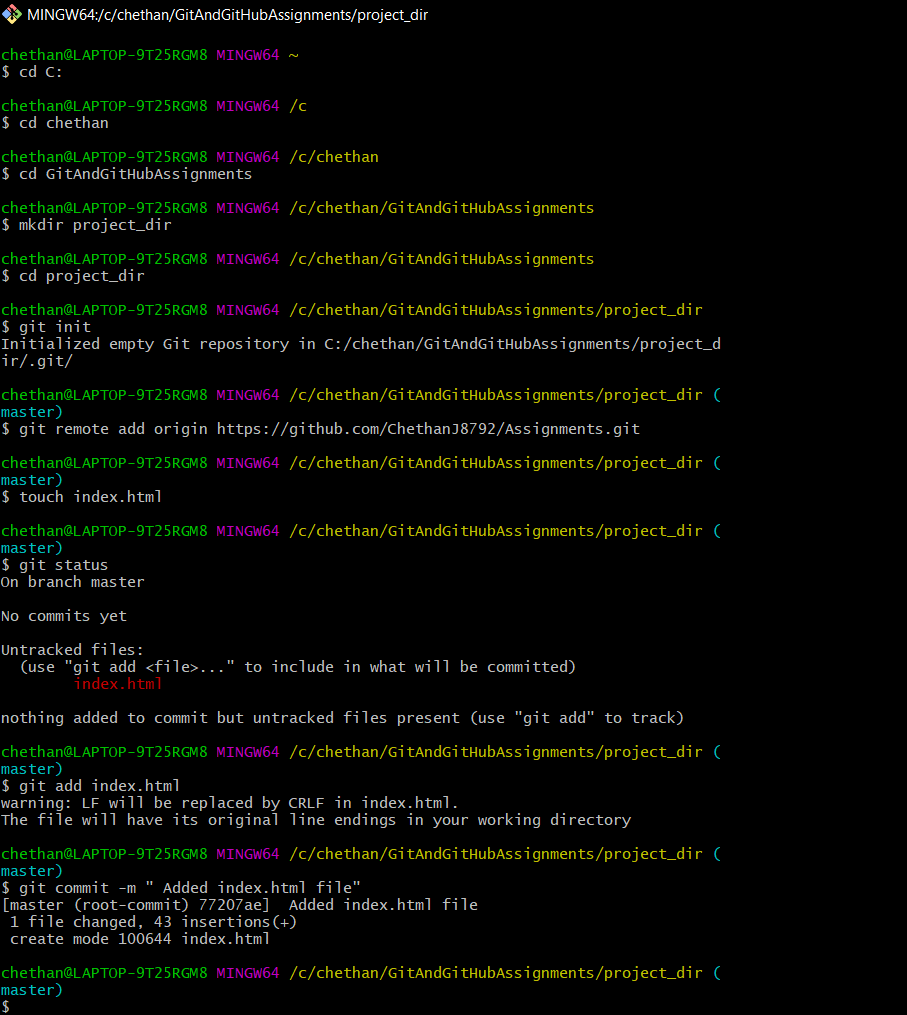 MINGW64:/c/chethan/GitAndGitHubAssignments/project_dir
chethan@LAPTOP-9T25RGM8 MINGW64 ~
$ cd C:
chethan@LAPTOP-9T25RGM8 MINGW64 /c
$ cd chethan
chethan@LAPTOP-9T25RGM8 MINGW64 /c/chethan
$ cd GitAndGitHubAssignments
chethan@LAPTOP-9T25RGM8 MINGW64 /c/chethan/GitAndGitHubAssignments
$ mkdir project_dir
chethan@LAPTOP-9T25RGM8 MINGW64 /c/chethan/GitAndGitHubAssignments
$ cd project_dir
chethan@LAPTOP-9T25RGM8 MINGW64 /c/chethan/GitAndGitHubAssignments/project_dir
$ git init
Initialized empty Git repository in C:/chethan/GitAndGitHubAssignments/project_d
ir/.git/
chethan@LAPTOP-9T25RGM8 MINGW64 /c/chethan/GitAndGitHubAssignments/project_dir (
master)
$ git remote add origin https://github.com/ChethanJ8792/Assignments.git
chethan@LAPTOP-9T25RGM8 MINGW64 /c/chethan/GitAndGitHubAssignments/project_dir (
master)
$ touch index.html
chethan@LAPTOP-9T25RGM8 MINGW64 /c/chethan/GitAndGitHubAssignments/project_dir (
master)
$ git status
On branch master
No commits yet
Untracked files:
  (use "git add <file>..." to include in what will be committed)
        index.html
nothing added to commit but untracked files present (use "git add" to track)
chethan@LAPTOP-9T25RGM8 MINGW64 /c/chethan/GitAndGitHubAssignments/project_dir (
master)
$ git add index.html
warning: LF will be replaced by CRLF in index.html.
The file will have its original line endings in your working directory
chethan@LAPTOP-9T25RGM8 MINGW64 /c/chethan/GitAndGitHubAssignments/project_dir (
master)
$ git commit -m " Added index.html file"
[master (root-commit) 77207ae]  Added index.html file
 1 file changed, 43 insertions(+)
 create mode 100644 index.html
chethan@LAPTOP-9T25RGM8 MINGW64 /c/chethan/GitAndGitHubAssignments/project_dir (
master)
$